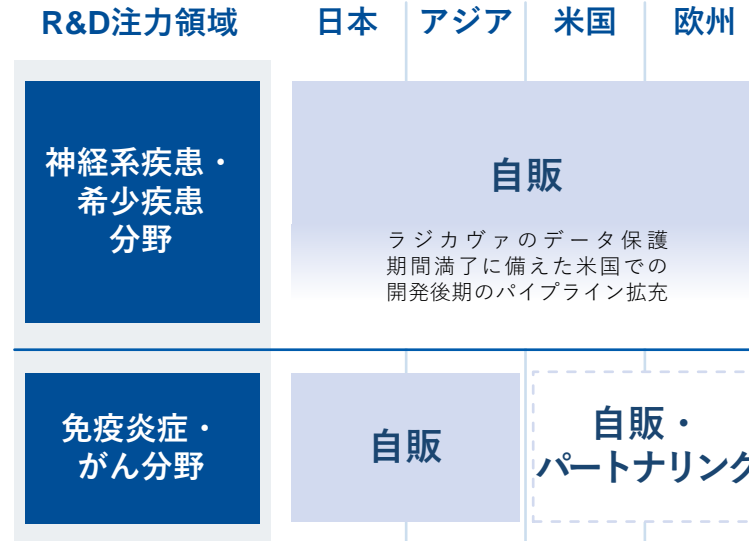 R&D注力領域 日本 アジア 米国 欧州
神経系疾患・
希少疾患
分野
自販
ラジカヴァのデータ保護
期間満了に備えた米国での
開発後期のパイプライン拡充
免疫炎症・
がん分野
自販
自販・
パートナリング